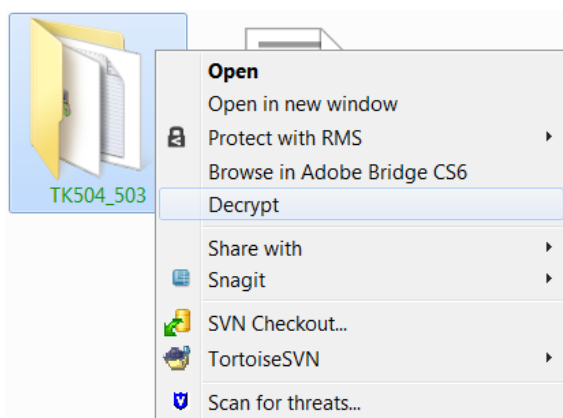 TK504_503
Open
Open in new window
Protect with RMS
Browse in Adobe Bridge CS6
Decrypt
Share with
Snagit
SVN Checkout...
TortoiseSVN
Scan for threats...